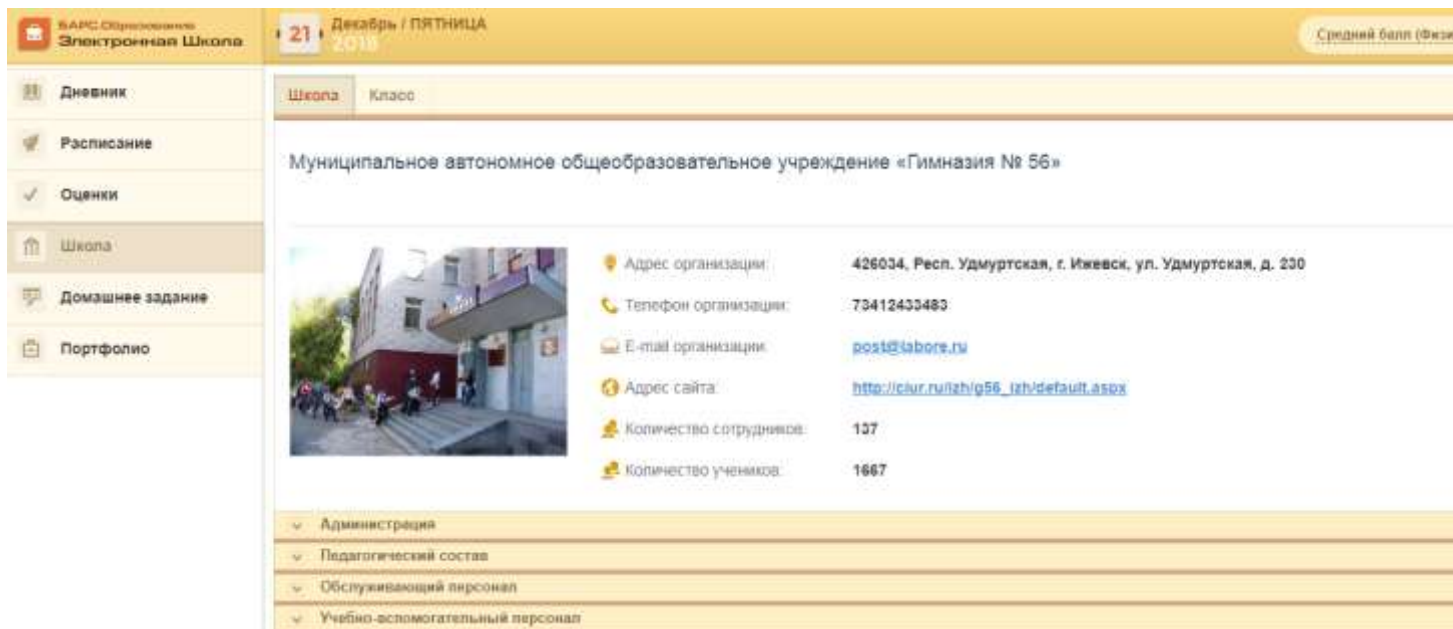 БАРС.Образование
Электронная Школа
21
Декабрь / ПЯТНИЦА
2018
Средний балл (Физи
Дневник
Расписание
Оценки
Школа
Домашнее задание
Портфолио
Школа Класс
Муниципальное автономное общеобразовательное учреждение «Гимназия № 56»
Адрес организации: 426034, Респ. Удмуртская, г. Ижевск, ул. Удмуртская, д. 230
Телефон организации: 73412433483
E-mail организации: post@labore.ru
Адрес сайта: http://ciur.ru/izh/g56_izh/default.aspx
Количество сотрудников: 137
Количество учеников: 1667
Администрация
Педагогический состав
Обслуживающий персонал
Учебно-вспомогательный персонал